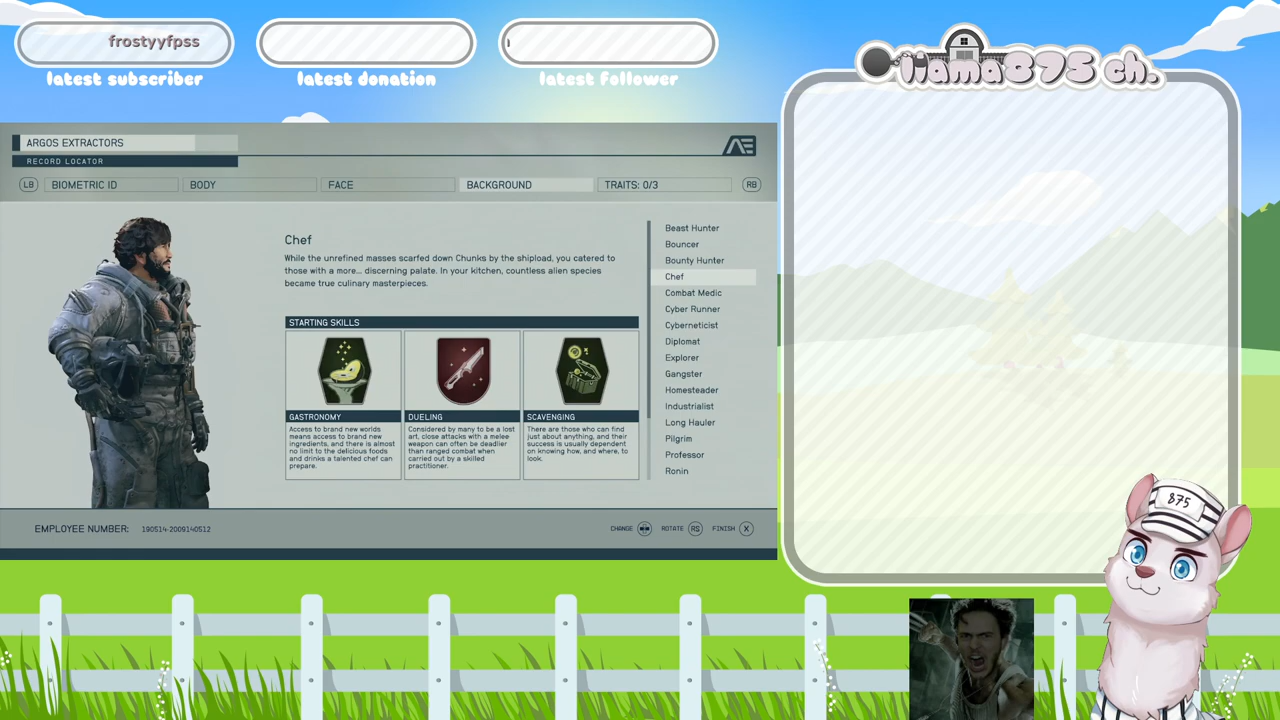 frostyyfpss
latest subscriber
latest donation
latest Follower
llama895 ch.
ARGOS EXTRACTORS
RECORD LOCATOR
LB
BIOMETRIC ID
BODY
FACE
BACKGROUND
TRAITS: 0/3
RB
Chef
While the unrefined masses scarfed down Chunks by the shipload, you catered to
those with a more... discerning palate. In your kitchen, countless alien species
became true culinary masterpieces.
STARTING SKILLS
GASTRONOMY
Access to brand new worlds
means access to brand new
ingredients, and there is almost
no limit to the delicious foods
and drinks a talented chef can
prepare.
DUELING
Considered by many to be a lost
art, close attacks with a melee
weapon can often be deadlier
than ranged combat when
carried out by a skilled
practitioner.
SCAVENGING
There are those who can find
just about anything, and their
success is usually dependent
on knowing how, and where, to
look.
Beast Hunter
Bouncer
Bounty Hunter
Chef
Combat Medic
Cyber Runner
Cyberneticist
Diplomat
Explorer
Gangster
Homesteader
Industrialist
Long Hauler
Pilgrim
Professor
Ronin
EMPLOYEE NUMBER: 190514-2009140512
CHANGE
ROTATE RS
FINISH X
875